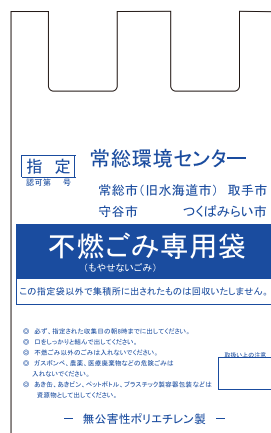 指定
認可第　号
常総環境センター
常総市（旧水海道市）　取手市
守谷市　つくばみらい市
不燃ごみ専用袋
（もやせないごみ）
この指定袋以外で集積所に出されたものは回収いたしません。
◎ 必ず、指定された収集日の朝8時までに出してください。
◎ 口をしっかりと結んで出してください。
◎ 不燃ごみ以外のごみは入れないでください。
◎ ガスボンベ、農薬、医療廃棄物などの危険ごみは
入れないでください。
◎ あき缶、あきビン、ペットボトル、プラスチック製容器包装などは
資源物として出してください。
取扱い上の注意
― 無公害性ポリエチレン製 ―